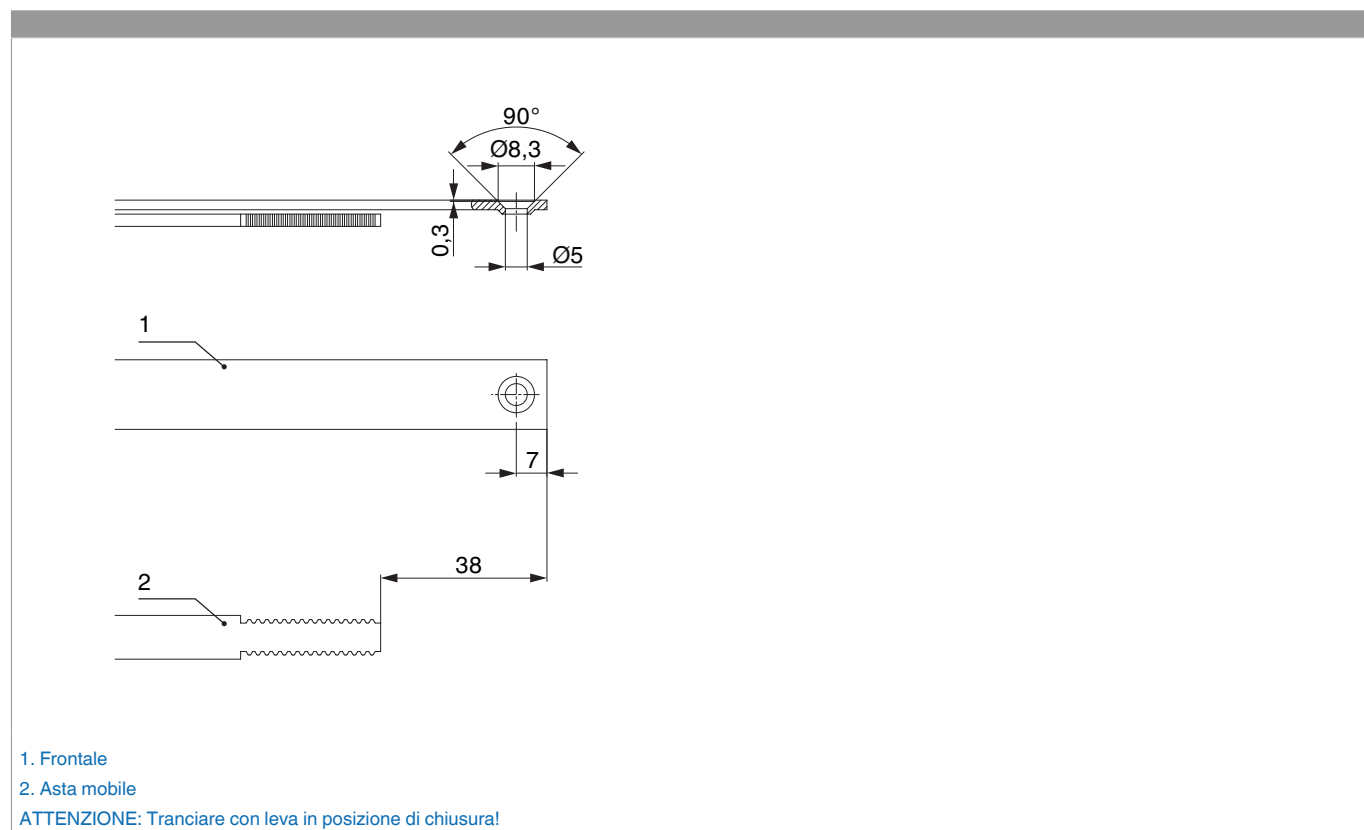 90°
Ø8,3
0,3
Ø5
1
7
38
2
1. Frontale
2. Asta mobile
ATTENZIONE: Tranciare con leva in posizione di chiusura!